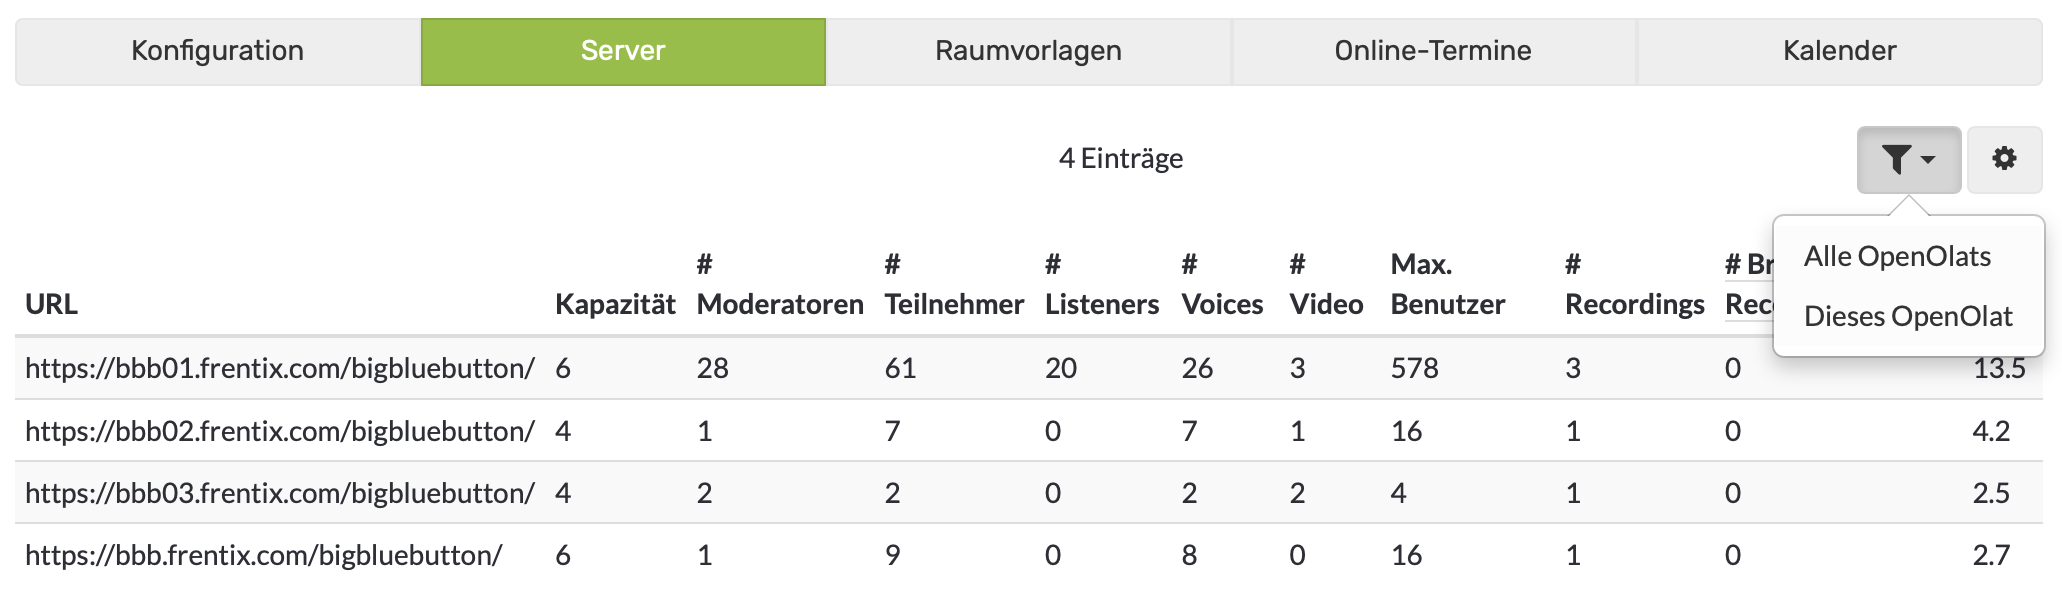 Konfiguration Server Raumvorlagen Online-Termine Kalender
4 Einträge
Alle OpenOlats
Dieses OpenOlat
# # # # # Max. # # Br
URL Kapazität Moderatoren Teilnehmer Listeners Voices Video Benutzer Recordings
https://bbb01.frentix.com/bigbluebutton/ 6 28 61 20 26 3 578 3 0 13.5
https://bbb02.frentix.com/bigbluebutton/ 4 1 7 0 7 1 16 1 0 4.2
https://bbb03.frentix.com/bigbluebutton/ 4 2 2 0 2 2 4 1 0 2.5
https://bbb.frentix.com/bigbluebutton/ 6 1 9 0 8 0 16 1 0 2.7